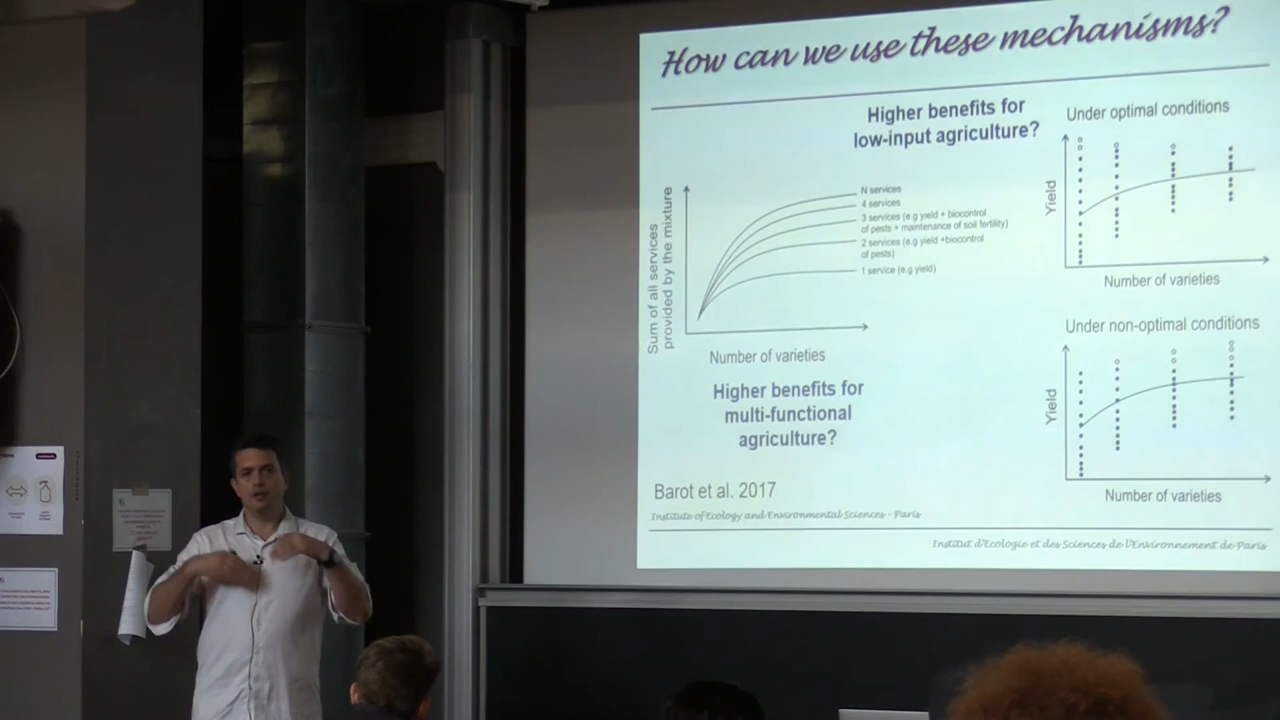 How can we use these mechanisms?
Higher benefits for
low-input agriculture?
Sum of all services
provided by the mixture
N services
4 services
3 services (e.g yield + biocontrol
of pests + maintenance of soil fertility)
2 services (e.g yield +biocontrol
of pests)
1 service (e.g yield)
Number of varieties
Higher benefits for
multi-functional
agriculture?
Under optimal conditions
Yield
Number of varieties
Under non-optimal conditions
Yield
Number of varieties
Barot et al. 2017
Institute of Ecology and Environmental Sciences - Paris
Institut d'Ecologie et des Sciences de l'Environnement de Paris